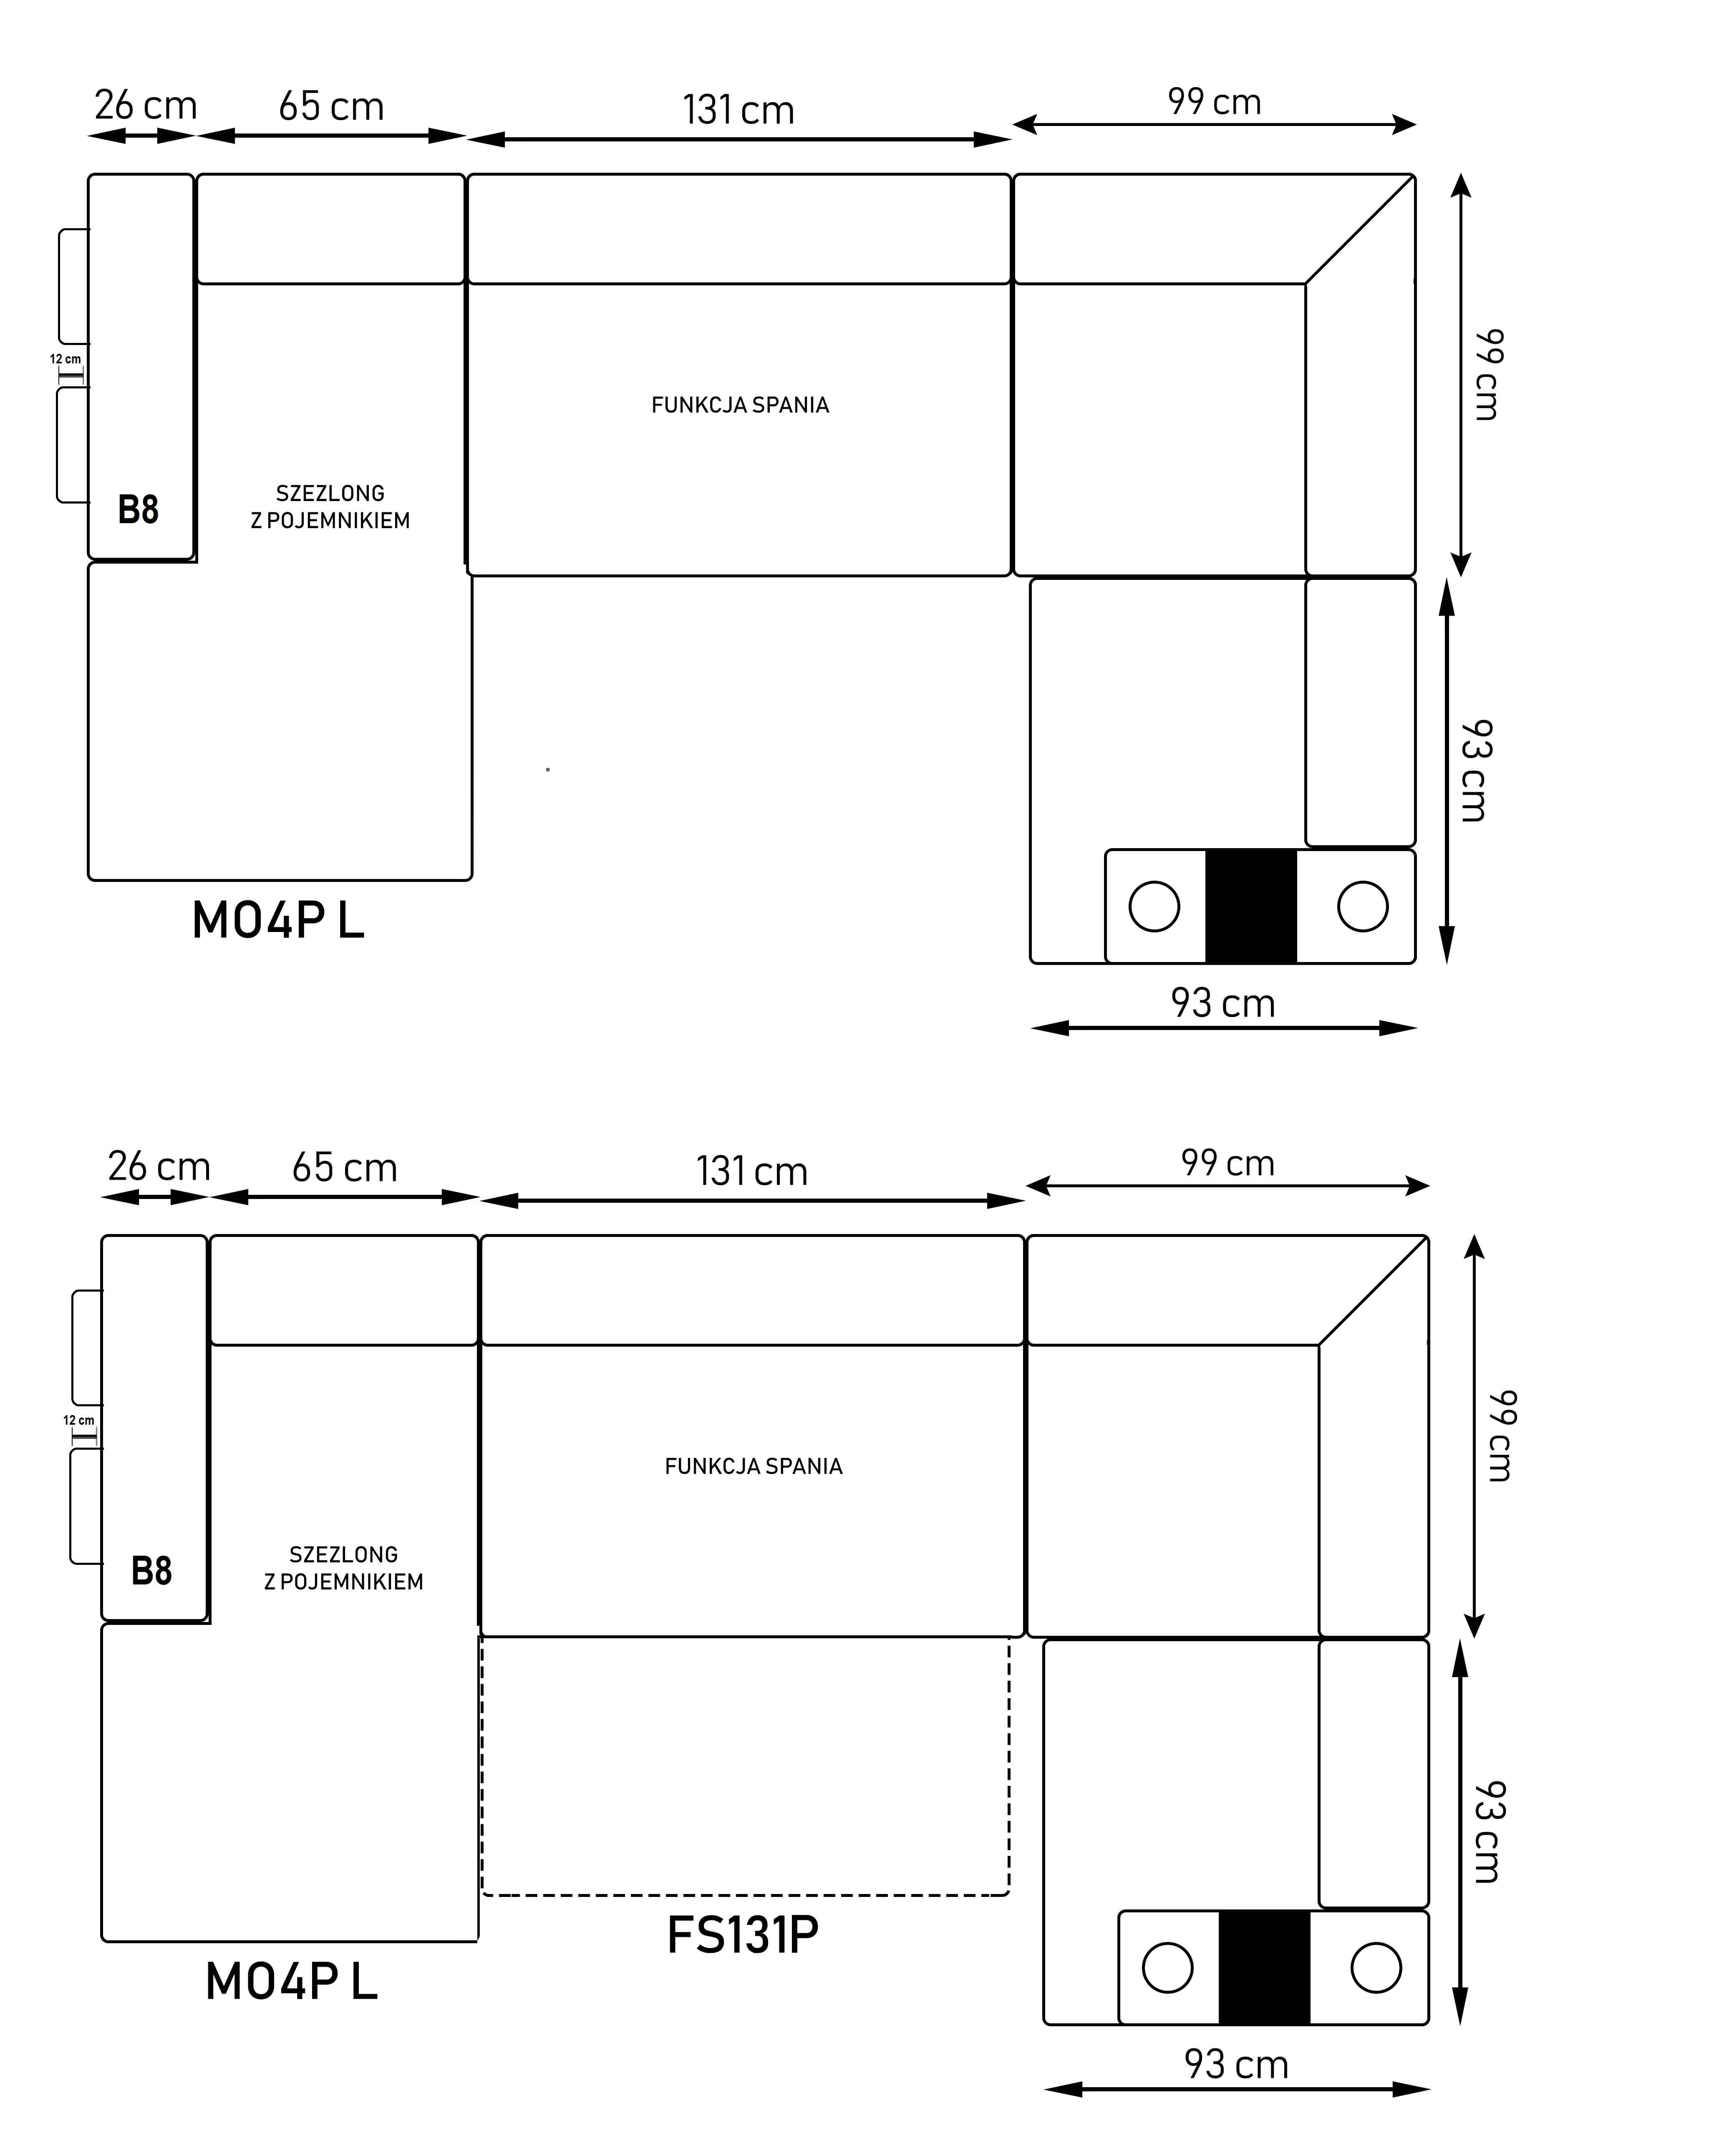 26 cm
65 cm
131 cm
99 cm
99 cm
12 cm
FUNKCJA SPANIA
SZEZLONG
Z POJEMNIKIEM
B8
93 cm
MO4P L
93 cm
26 cm
65 cm
131 cm
99 cm
99 cm
12 cm
FUNKCJA SPANIA
SZEZLONG
Z POJEMNIKIEM
B8
93 cm
FS131P
MO4P L
93 cm